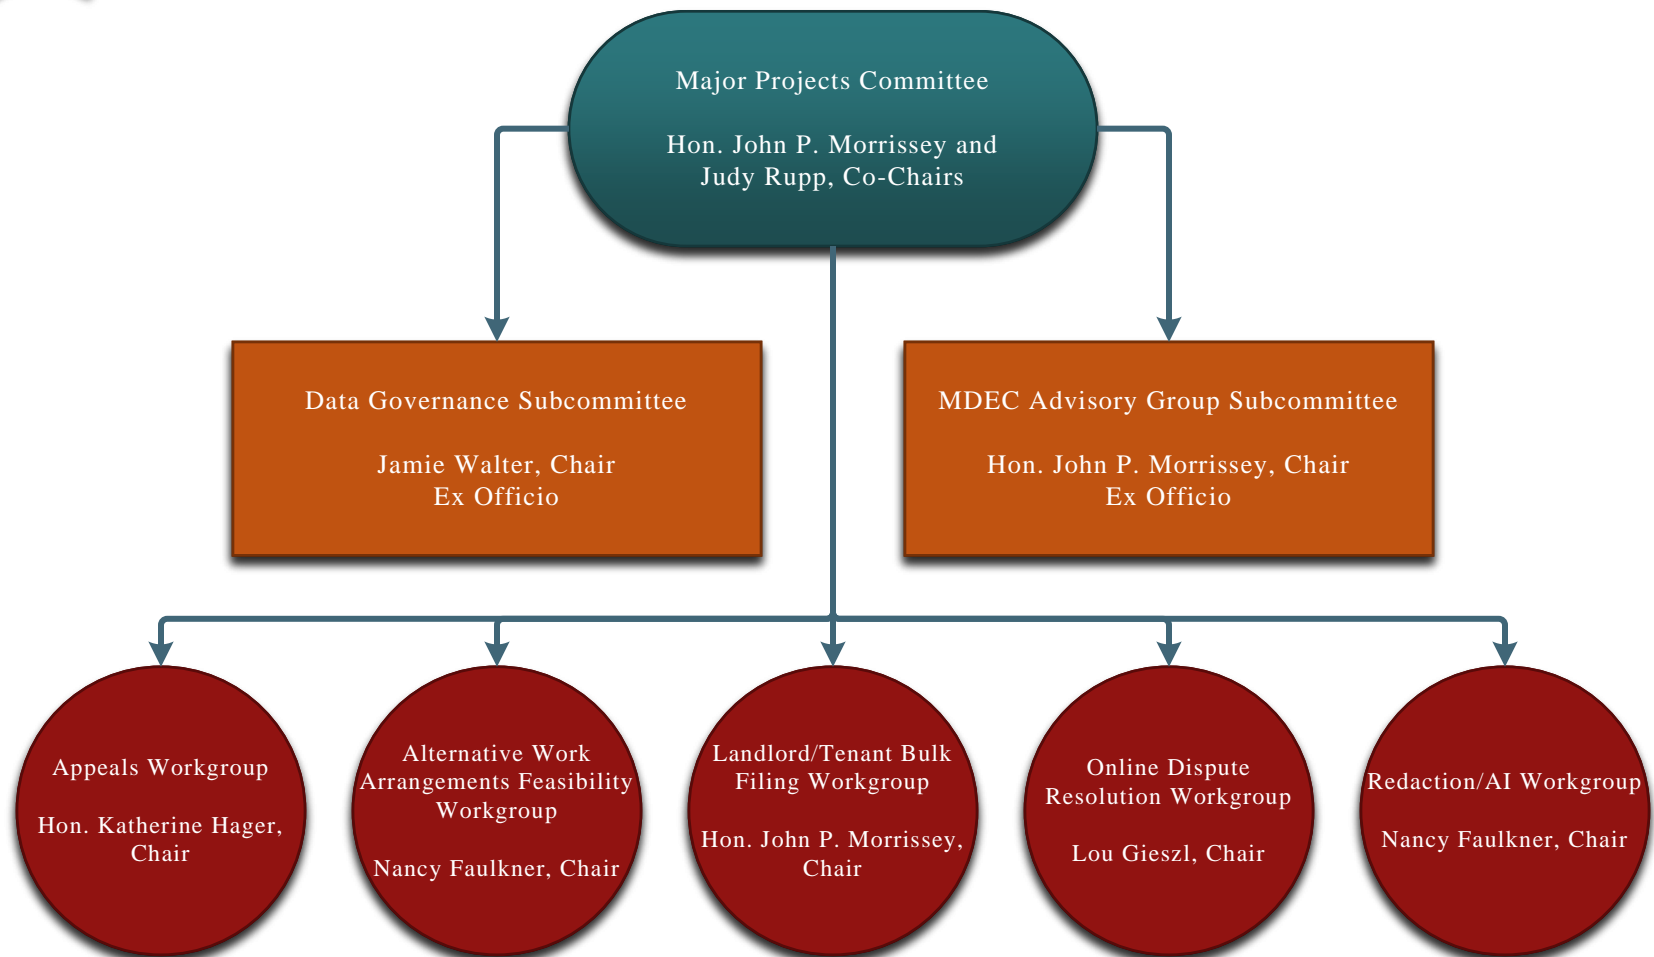 Major Projects Committee
Hon. John P. Morrissey and
Judy Rupp, Co-Chairs
Data Governance Subcommittee
Jamie Walter, Chair
Ex Officio
MDEC Advisory Group Subcommittee
Hon. John P. Morrissey, Chair
Ex Officio
Appeals Workgroup
Hon. Katherine Hager,
Chair
Alternative Work
Arrangements Feasibility
Workgroup
Nancy Faulkner, Chair
Landlord/Tenant Bulk
Filing Workgroup
Hon. John P. Morrissey,
Chair
Online Dispute
Resolution Workgroup
Lou Gieszl, Chair
Redaction/AI Workgroup
Nancy Faulkner, Chair